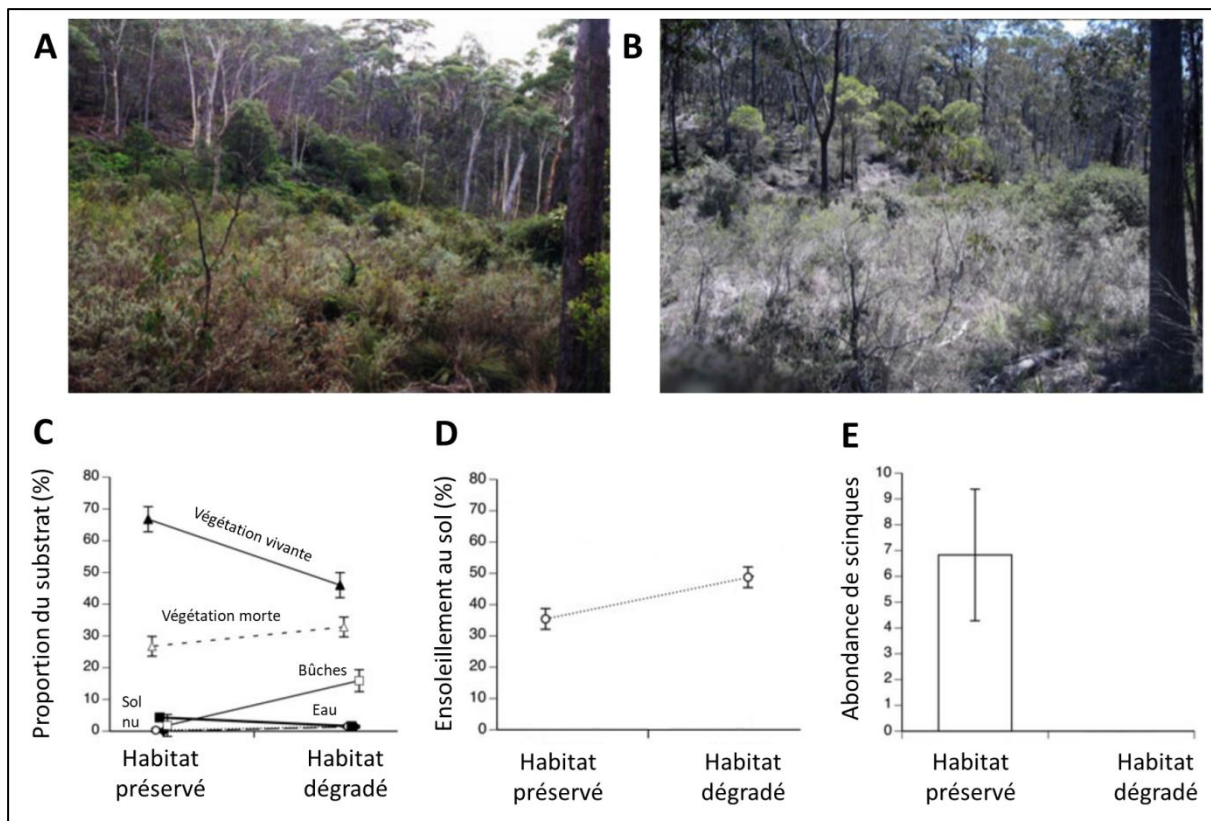 A
B
C
D
E
Proportion du substrat (%)
80
70
60
50
40
30
20
10
0
Végétation vivante
Végétation morte
Bûches
Sol
nu
Eau
Habitat
préservé
Habitat
dégradé
Ensoleillement au sol (%)
80
70
60
50
40
30
20
10
0
Habitat
préservé
Habitat
dégradé
Abondance de scinques
10
9
8
7
6
5
4
3
2
1
0
Habitat
préservé
Habitat
dégradé